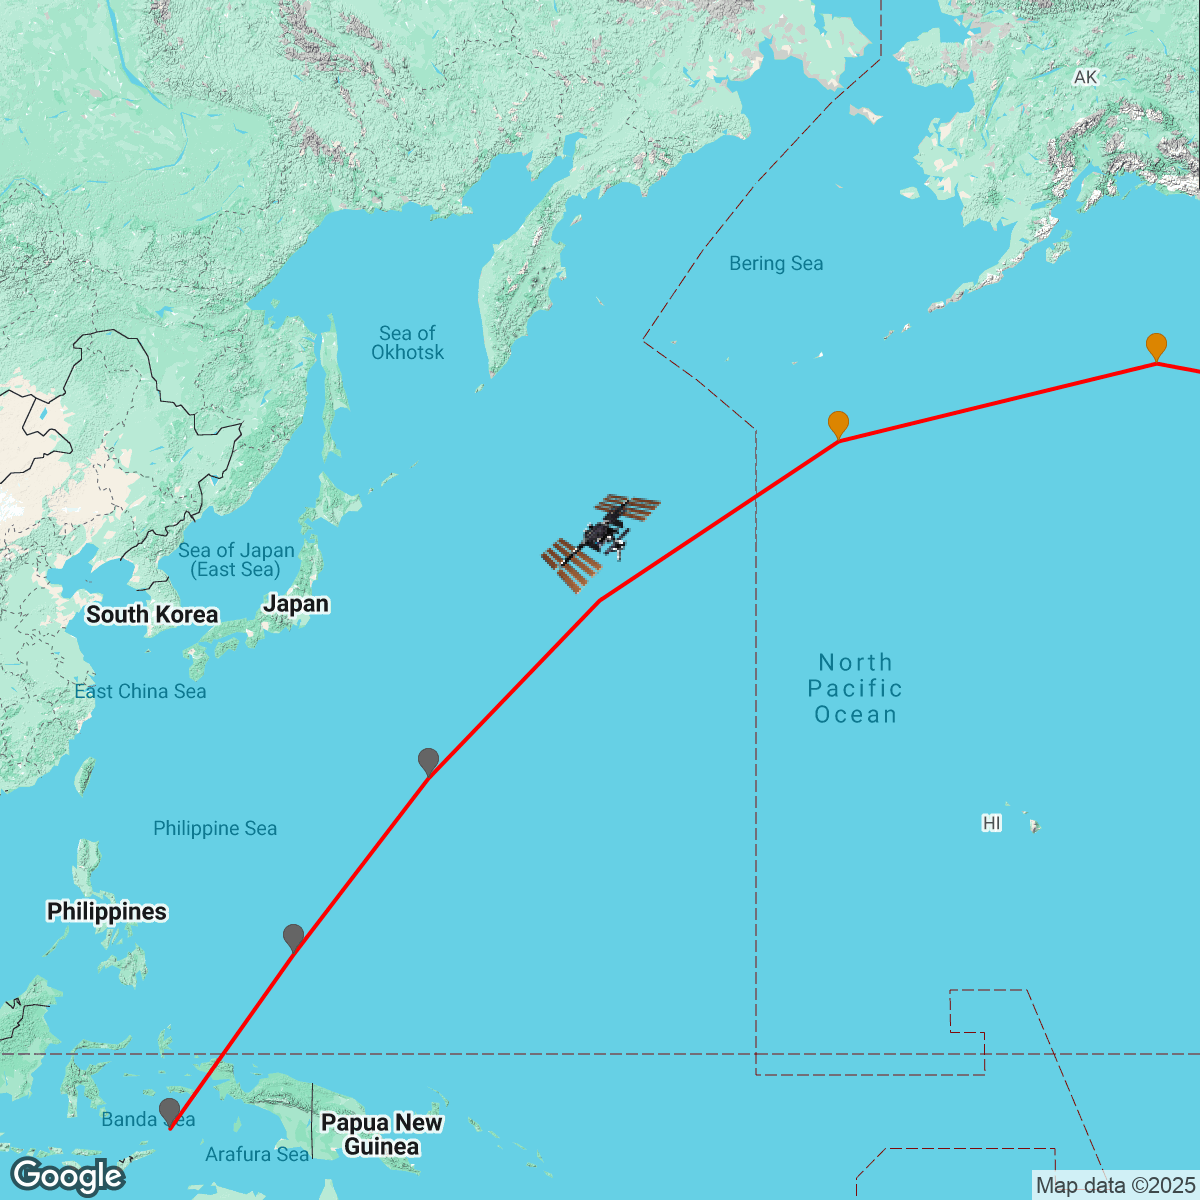 AK
Bering Sea
Sea of
Okhotsk
Sea of Japan
(East Sea)
South Korea
Japan
East China Sea
North
Pacific
Ocean
HI
Philippine Sea
Philippines
Banda Sea
Papua New
Guinea
Arafura Sea
Google
Map data ©2025